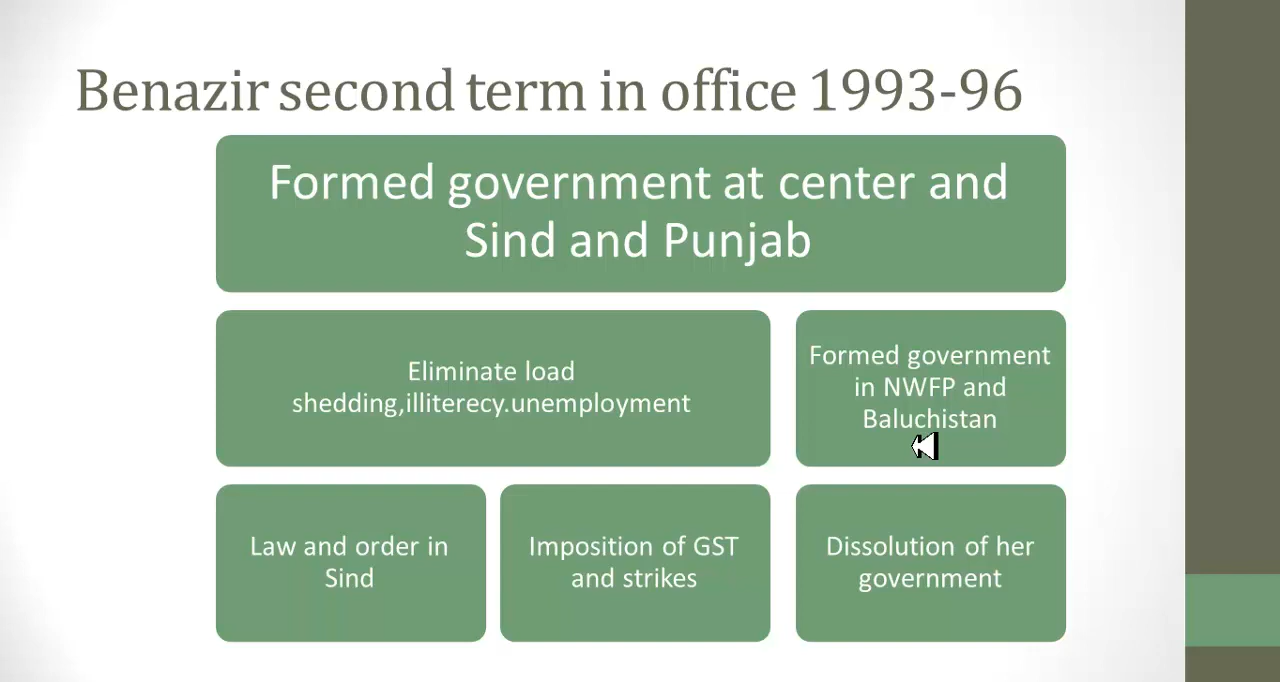 Benazir second term in office 1993-96
Formed government at center and
Sind and Punjab
Eliminate load
shedding,illiterecy.unemployment
Formed government
in NWFP and
Baluchistan
Law and order in
Sind
Imposition of GST
and strikes
Dissolution of her
government